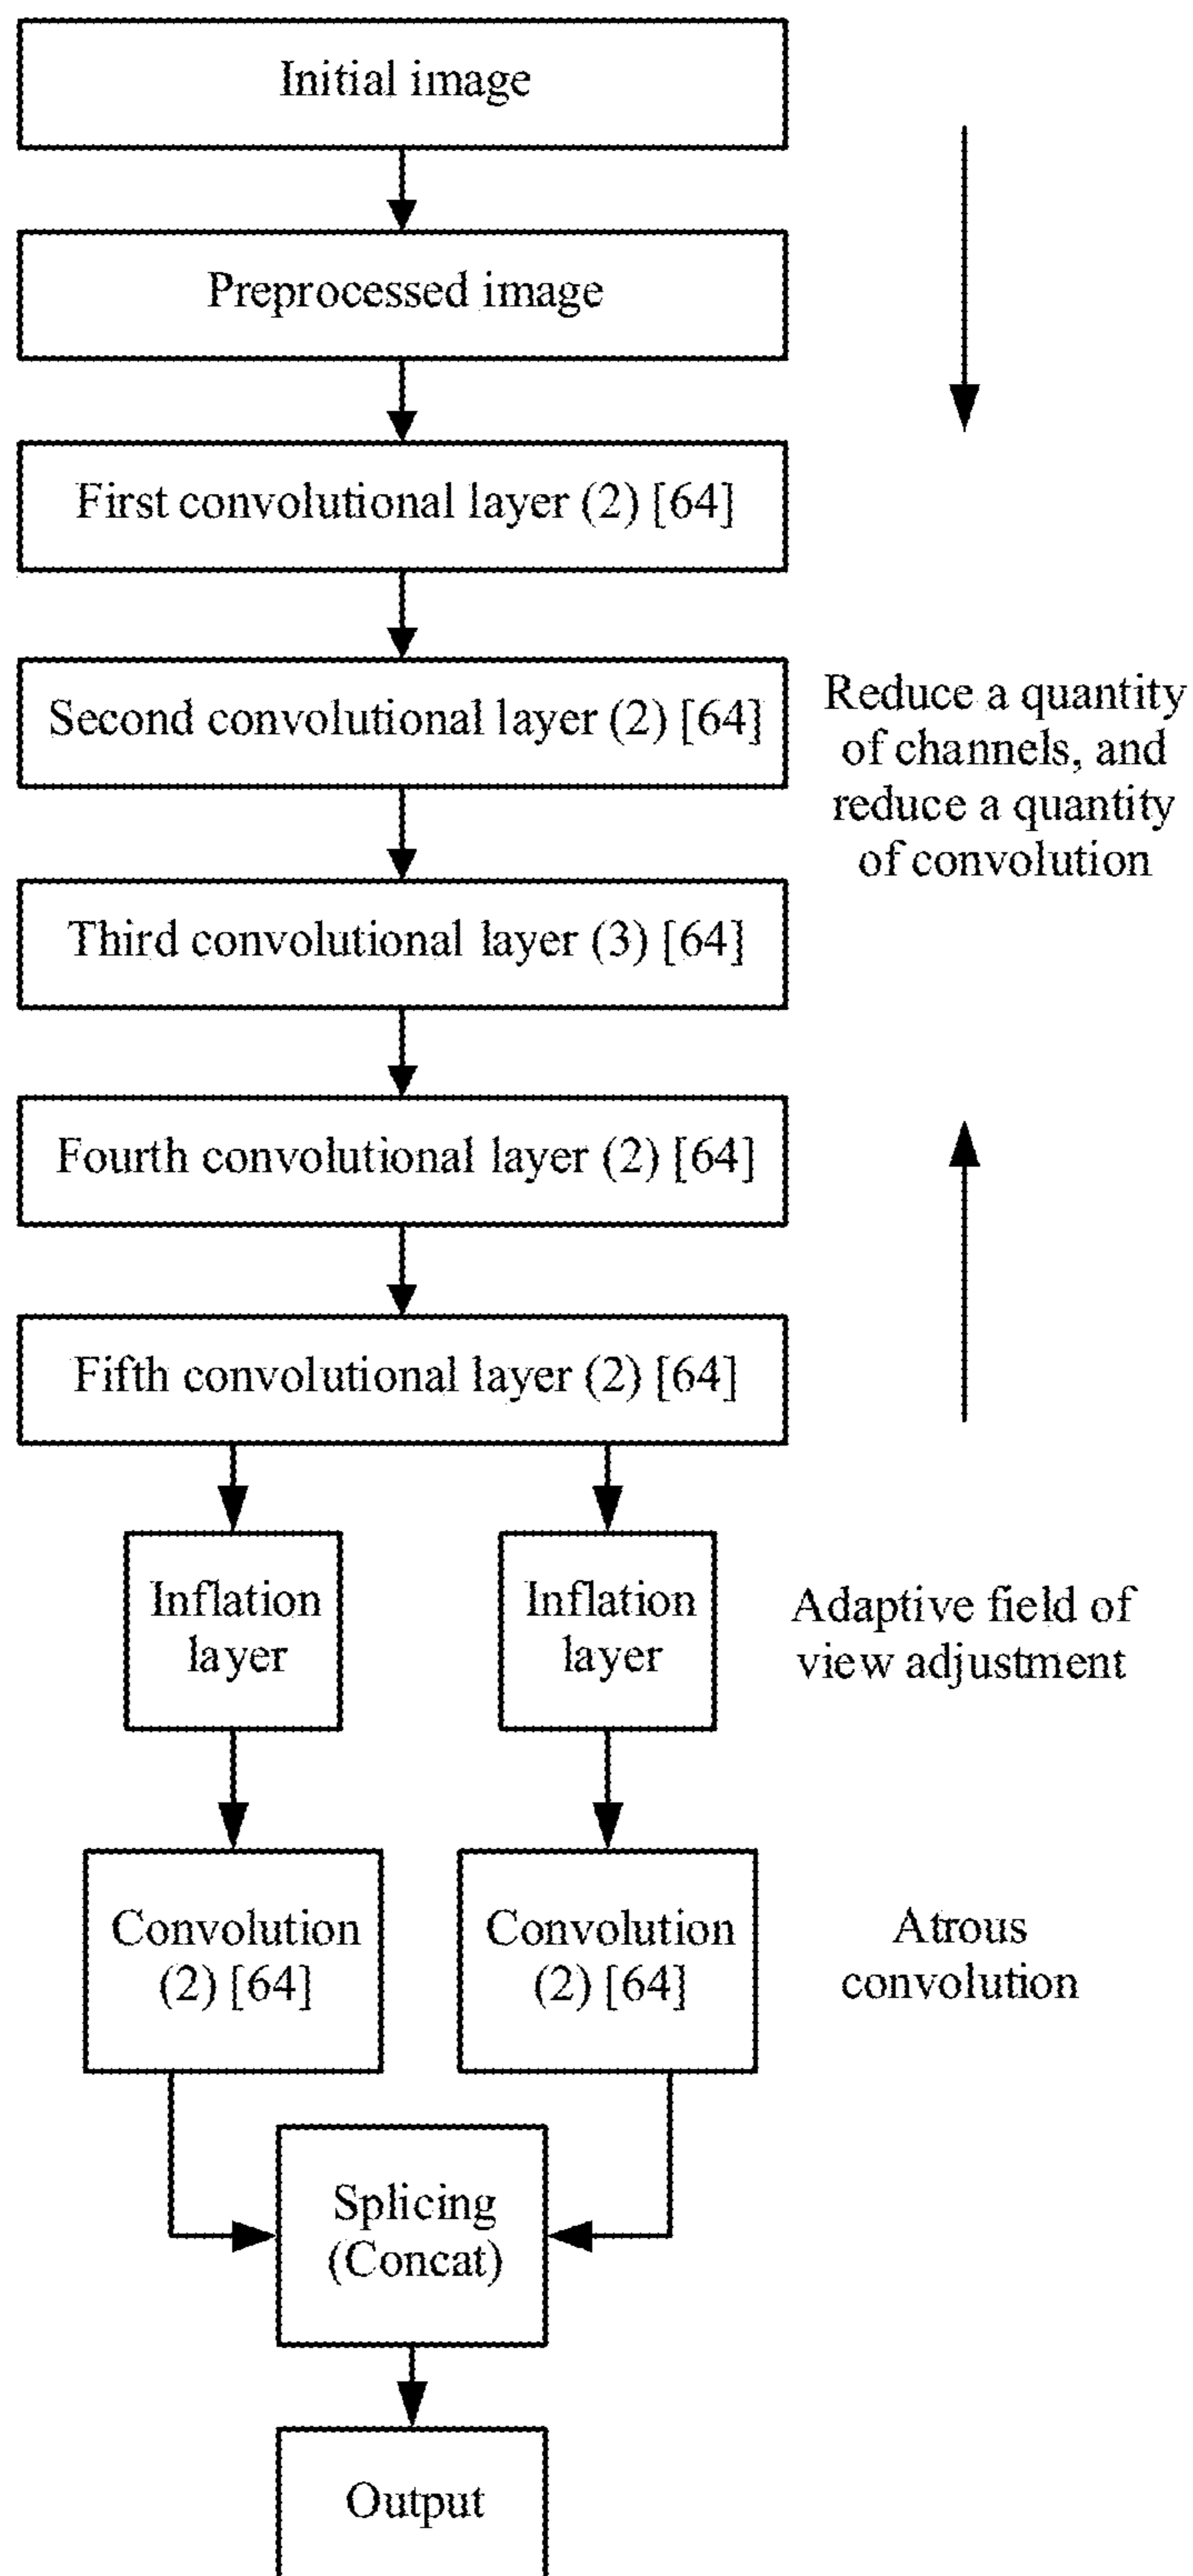 Initial image
Preprocessed image
First convolutional layer (2) [64]
Second convolutional layer (2) [64]
Reduce a quantity
of channels, and
reduce a quantity
of convolution
Third convolutional layer (3) [64]
Fourth convolutional layer (2) [64]
Fifth convolutional layer (2) [64]
Inflation
layer
Inflation
layer
Adaptive field of
view adjustment
Convolution
(2) [64]
Convolution
(2) [64]
Atrous
convolution
Splicing
(Concat)
Output